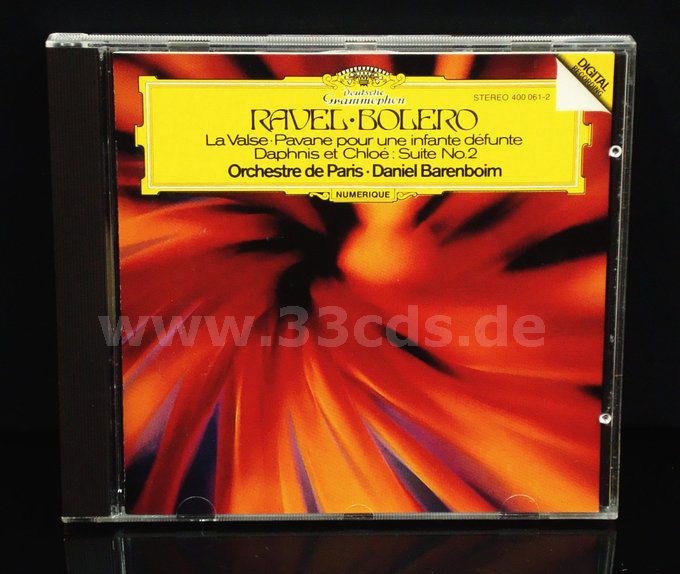 Deutsche
Grammophon
STEREO 400 061-2
DIGITAL
RECORDING
RAVEL · BOLERO
La Valse · Pavane pour une infante défunte
Daphnis et Chloé : Suite No. 2
Orchestre de Paris · Daniel Barenboim
NUMERIQUE
www.33cds.de